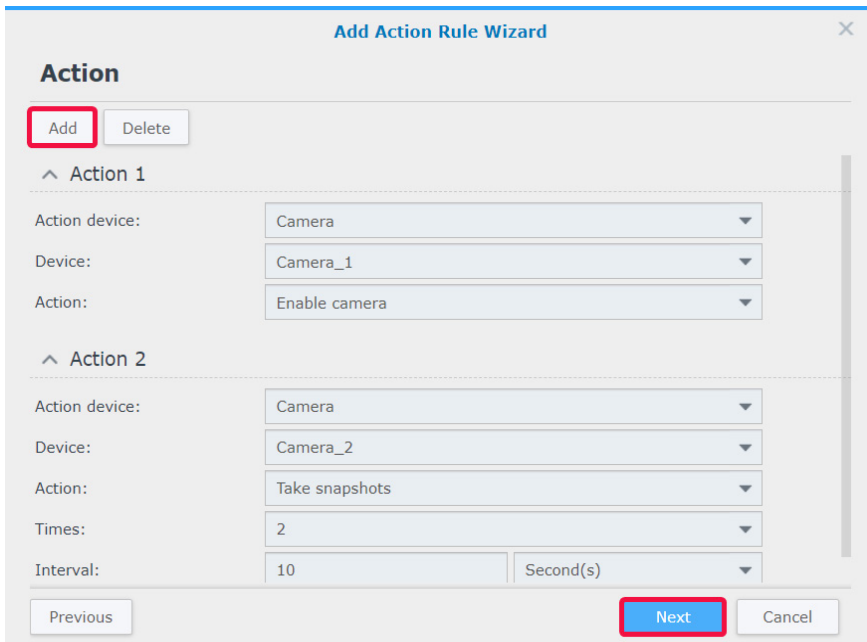 Add Action Rule Wizard
Action
Add Delete
Action 1
Action device: Camera
Device: Camera_1
Action: Enable camera
Action 2
Action device: Camera
Device: Camera_2
Action: Take snapshots
Times: 2
Interval: 10 Second(s)
Previous Next Cancel